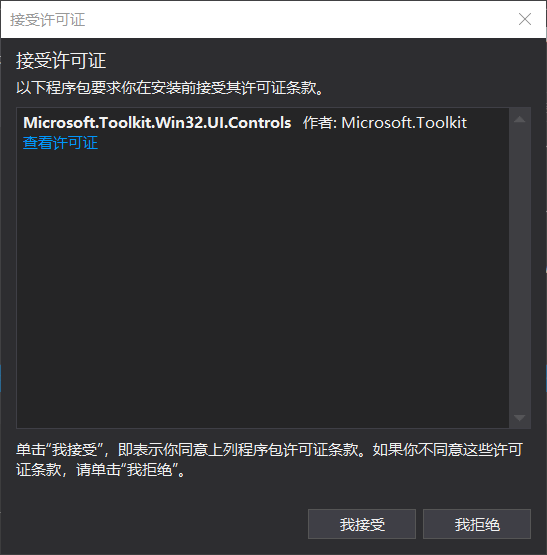 接受许可证
接受许可证
以下程序包要求你在安装前接受其许可证条款。
Microsoft.Toolkit.Win32.UI.Controls 作者: Microsoft.Toolkit
查看许可证
单击“我接受”，即表示你同意上列程序包许可证条款。如果你不同意这些许可
证条款，请单击“我拒绝”。
我接受 我拒绝